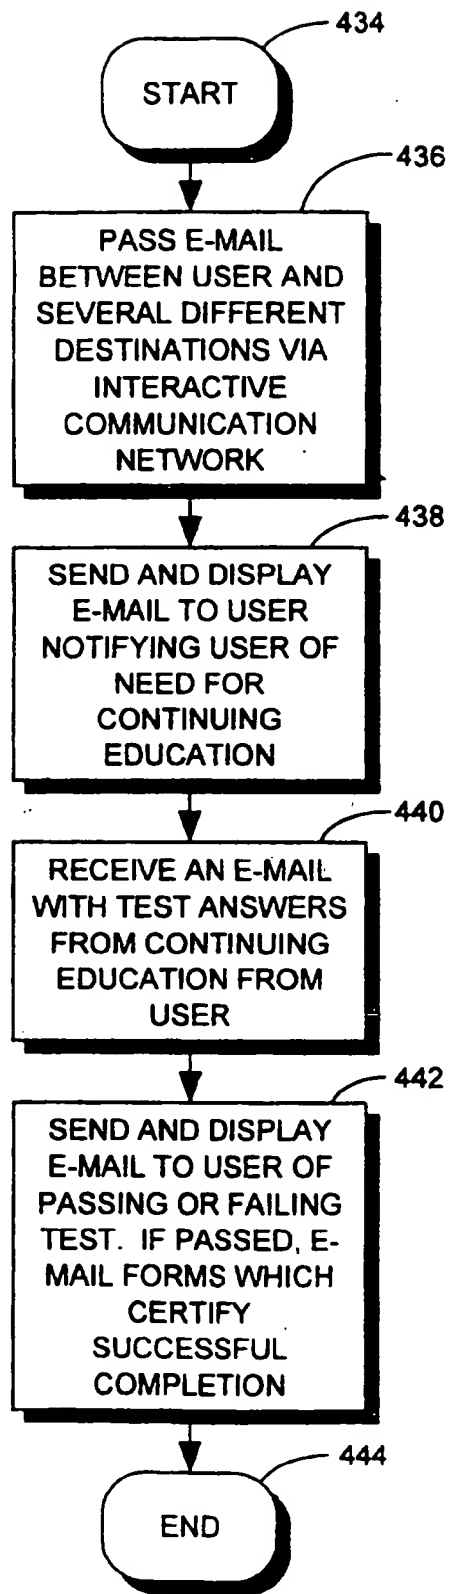 434
START
436
PASS E-MAIL
BETWEEN USER AND
SEVERAL DIFFERENT
DESTINATIONS VIA
INTERACTIVE
COMMUNICATION
NETWORK
438
SEND AND DISPLAY
E-MAIL TO USER
NOTIFYING USER OF
NEED FOR
CONTINUING
EDUCATION
440
RECEIVE AN E-MAIL
WITH TEST ANSWERS
FROM CONTINUING
EDUCATION FROM
USER
442
SEND AND DISPLAY
E-MAIL TO USER OF
PASSING OR FAILING
TEST. IF PASSED, E-
MAIL FORMS WHICH
CERTIFY
SUCCESSFUL
COMPLETION
444
END